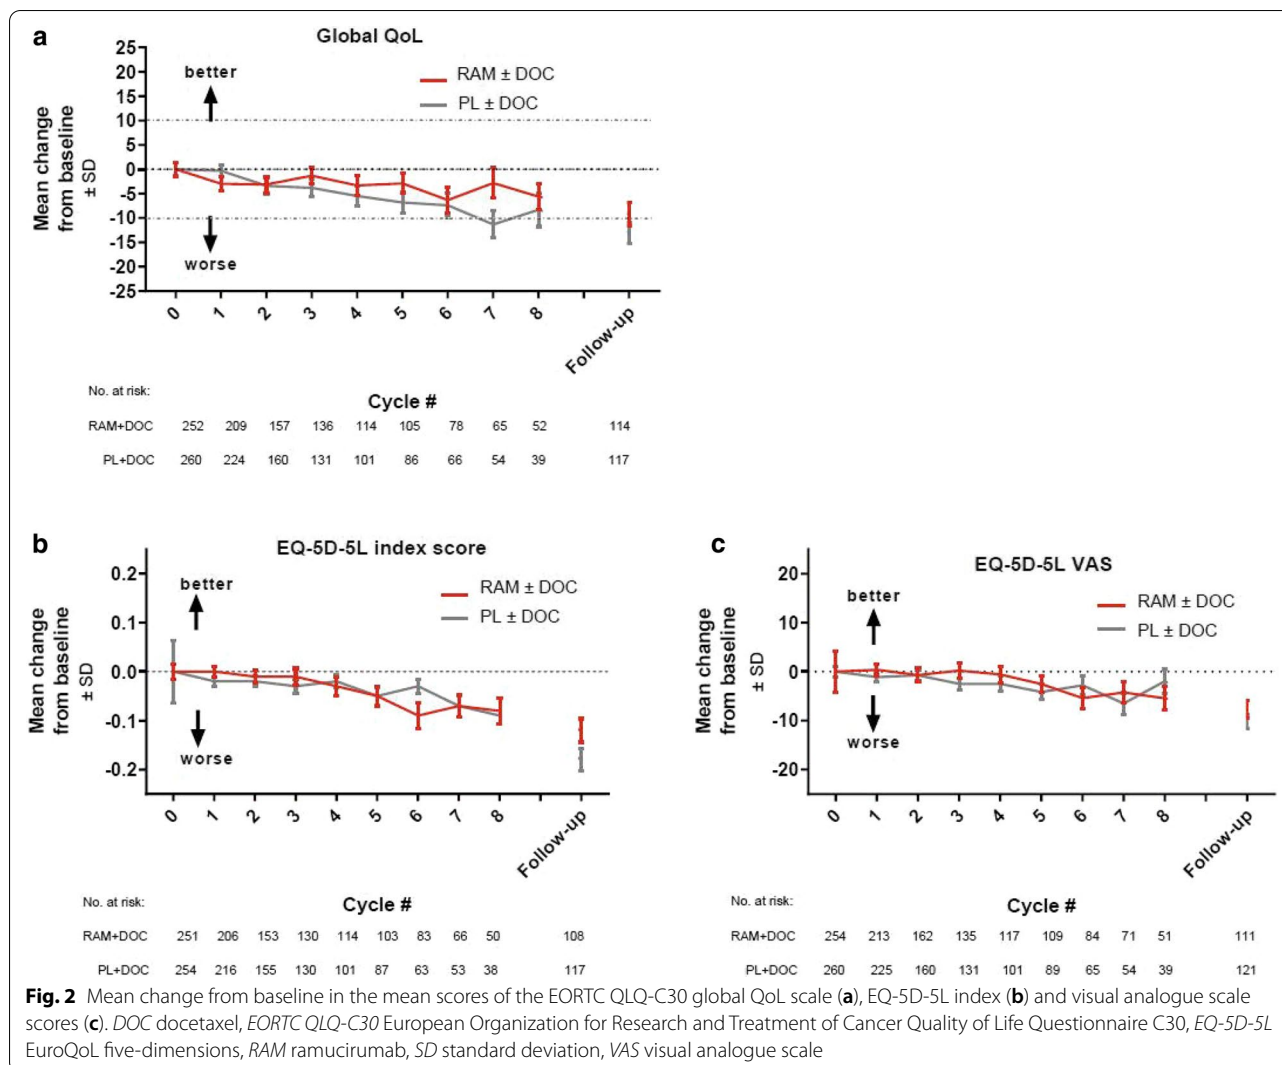 a
Global QoL
RAM ± DOC
PL ± DOC
better
worse
Mean change
from baseline
± SD
25
20
15
10
5
0
-5
-10
-15
-20
-25
0 1 2 3 4 5 6 7 8 Follow-up
No. at risk:
Cycle #
RAM+DOC 252 209 157 136 114 105 78 65 52 114
PL+DOC 260 224 160 131 101 86 66 54 39 117
b
EQ-5D-5L index score
RAM ± DOC
PL ± DOC
better
worse
Mean change
from baseline
± SD
0.2
0.1
0.0
-0.1
-0.2
0 1 2 3 4 5 6 7 8 Follow-up
No. at risk:
Cycle #
RAM+DOC 251 206 153 130 114 103 83 66 50 108
PL+DOC 254 216 155 130 101 87 63 53 38 117
c
EQ-5D-5L VAS
RAM ± DOC
PL ± DOC
better
worse
Mean change
from baseline
± SD
20
10
0
-10
-20
0 1 2 3 4 5 6 7 8 Follow-up
No. at risk:
Cycle #
RAM+DOC 254 213 162 135 117 109 84 71 51 111
PL+DOC 260 225 160 131 101 89 65 54 39 121
Fig. 2 Mean change from baseline in the mean scores of the EORTC QLQ-C30 global QoL scale (a), EQ-5D-5L index (b) and visual analogue scale
scores (c). DOC docetaxel, EORTC QLQ-C30 European Organization for Research and Treatment of Cancer Quality of Life Questionnaire C30, EQ-5D-5L
EuroQoL five-dimensions, RAM ramucirumab, SD standard deviation, VAS visual analogue scale